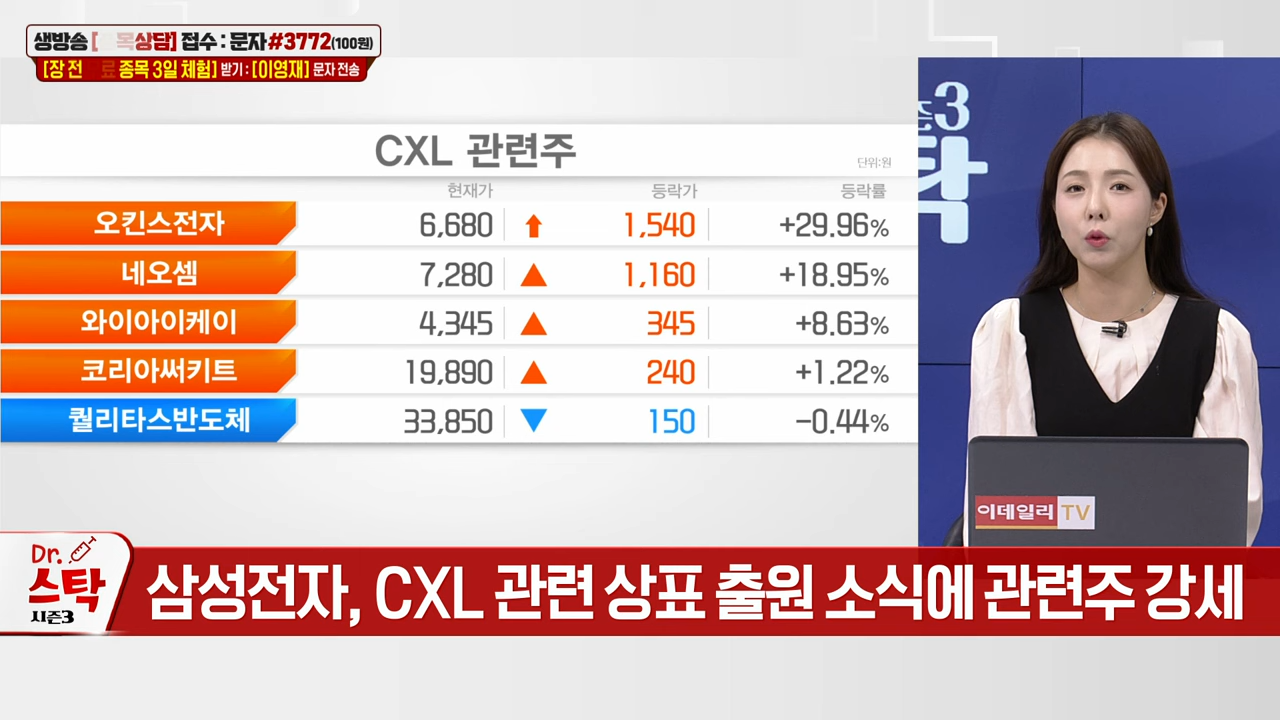 생방송 [ 목상담] 접수 : 문자 #3772(100원)
[장 전 료 종목 3일 체험] 받기 : [이영재] 문자 전송
CXL 관련주
단위:원
현재가 등락가 등락률
오킨스전자 6,680 ⬆ 1,540 +29.96%
네오셈 7,280 ▲ 1,160 +18.95%
와이아이케이 4,345 ▲ 345 +8.63%
코리아써키트 19,890 ▲ 240 +1.22%
퀄리타스반도체 33,850 ▼ 150 -0.44%
3
탁
이데일리 TV
Dr.
스탁
시즌3
삼성전자, CXL 관련 상표 출원 소식에 관련주 강세